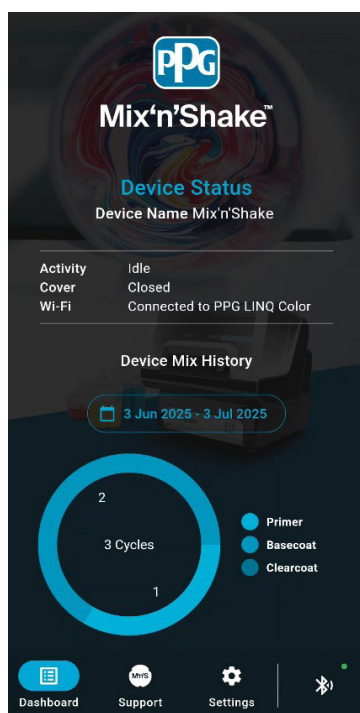 PPG
Mix‘n’Shake™
Device Status
Device Name Mix'n'Shake
Activity Idle
Cover Closed
Wi-Fi Connected to PPG LINQ Color
Device Mix History
3 Jun 2025 - 3 Jul 2025
2
3 Cycles
1
Primer
Basecoat
Clearcoat
Dashboard
M'n'S
Support
Settings